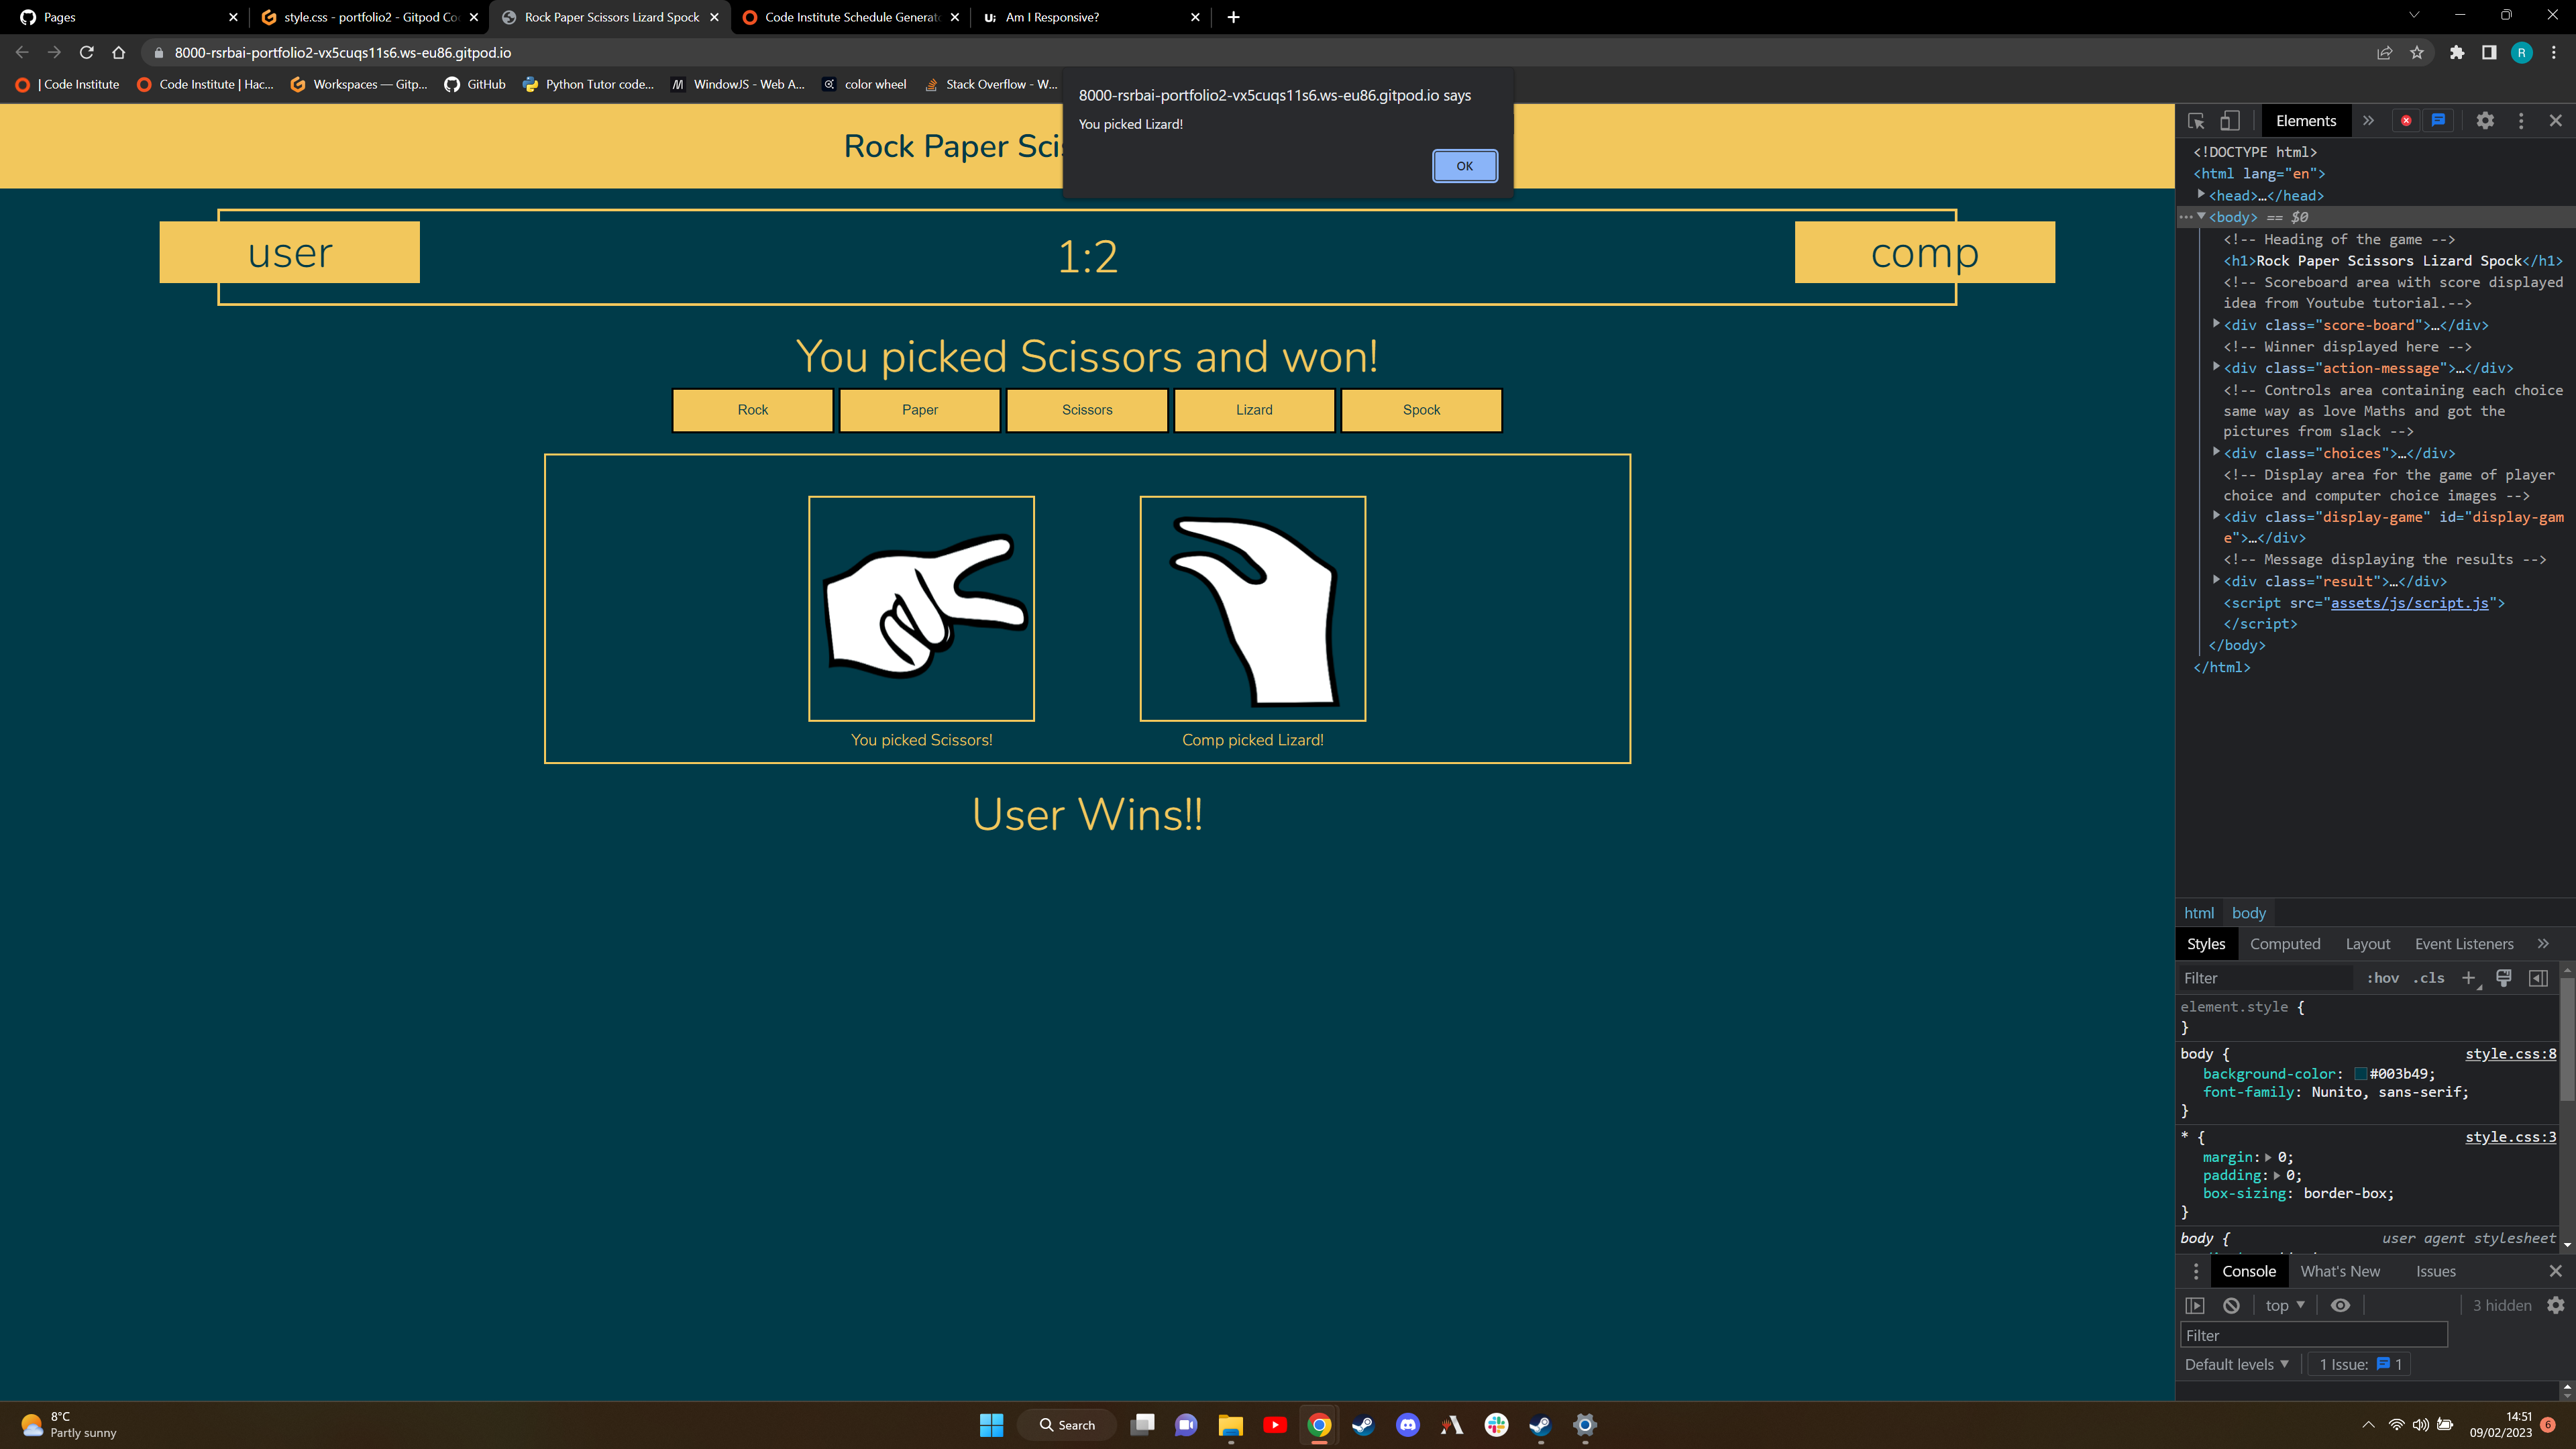 Pages
style.css - portfolio2 - Gitpod Co
Rock Paper Scissors Lizard Spock
Code Institute Schedule Generato
Am I Responsive?
8000-rsrbai-portfolio2-vx5cuqs11s6.ws-eu86.gitpod.io
R
| Code Institute
Code Institute | Hac...
Workspaces — Gitp...
GitHub
Python Tutor code...
WindowJS - Web A...
color wheel
Stack Overflow - W...
8000-rsrbai-portfolio2-vx5cuqs11s6.ws-eu86.gitpod.io says
You picked Lizard!
OK
Rock Paper Scis
user
1:2
comp
You picked Scissors and won!
Rock
Paper
Scissors
Lizard
Spock
You picked Scissors!
Comp picked Lizard!
User Wins!!
Elements
<!DOCTYPE html>
<html lang="en">
<head>…</head>
<body> == $0
<!-- Heading of the game -->
<h1>Rock Paper Scissors Lizard Spock</h1>
<!-- Scoreboard area with score displayed
idea from Youtube tutorial.-->
<div class="score-board">…</div>
<!-- Winner displayed here -->
<div class="action-message">…</div>
<!-- Controls area containing each choice
same way as love Maths and got the
pictures from slack -->
<div class="choices">…</div>
<!-- Display area for the game of player
choice and computer choice images -->
<div class="display-game" id="display-gam
e">…</div>
<!-- Message displaying the results -->
<div class="result">…</div>
<script src="assets/js/script.js">
</script>
</body>
</html>
html
body
Styles
Computed
Layout
Event Listeners
Filter
:hov
.cls
element.style {
}
body {
style.css:8
background-color: #003b49;
font-family: Nunito, sans-serif;
}
* {
style.css:3
margin: 0;
padding: 0;
box-sizing: border-box;
}
body {
user agent stylesheet
Console
What's New
Issues
top
3 hidden
Filter
Default levels
1 Issue: 1
8°C
Partly sunny
Search
14:51
09/02/2023
6